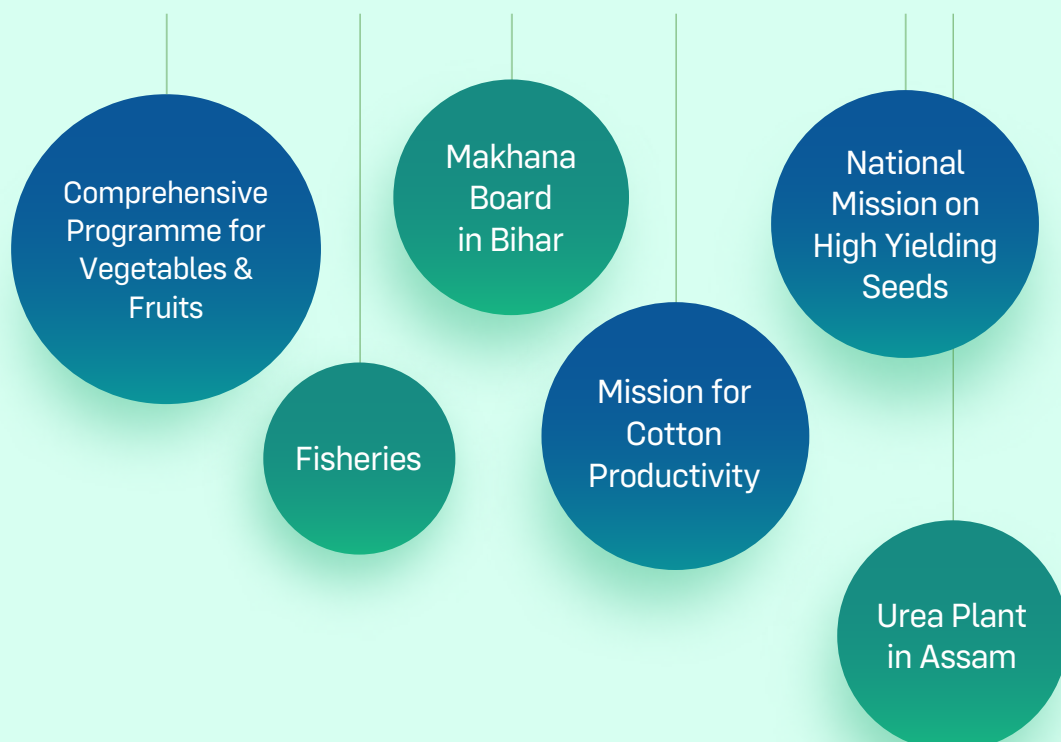 Comprehensive
Programme for
Vegetables &
Fruits
Fisheries
Makhana
Board
in Bihar
Mission for
Cotton
Productivity
National
Mission on
High Yielding
Seeds
Urea Plant
in Assam